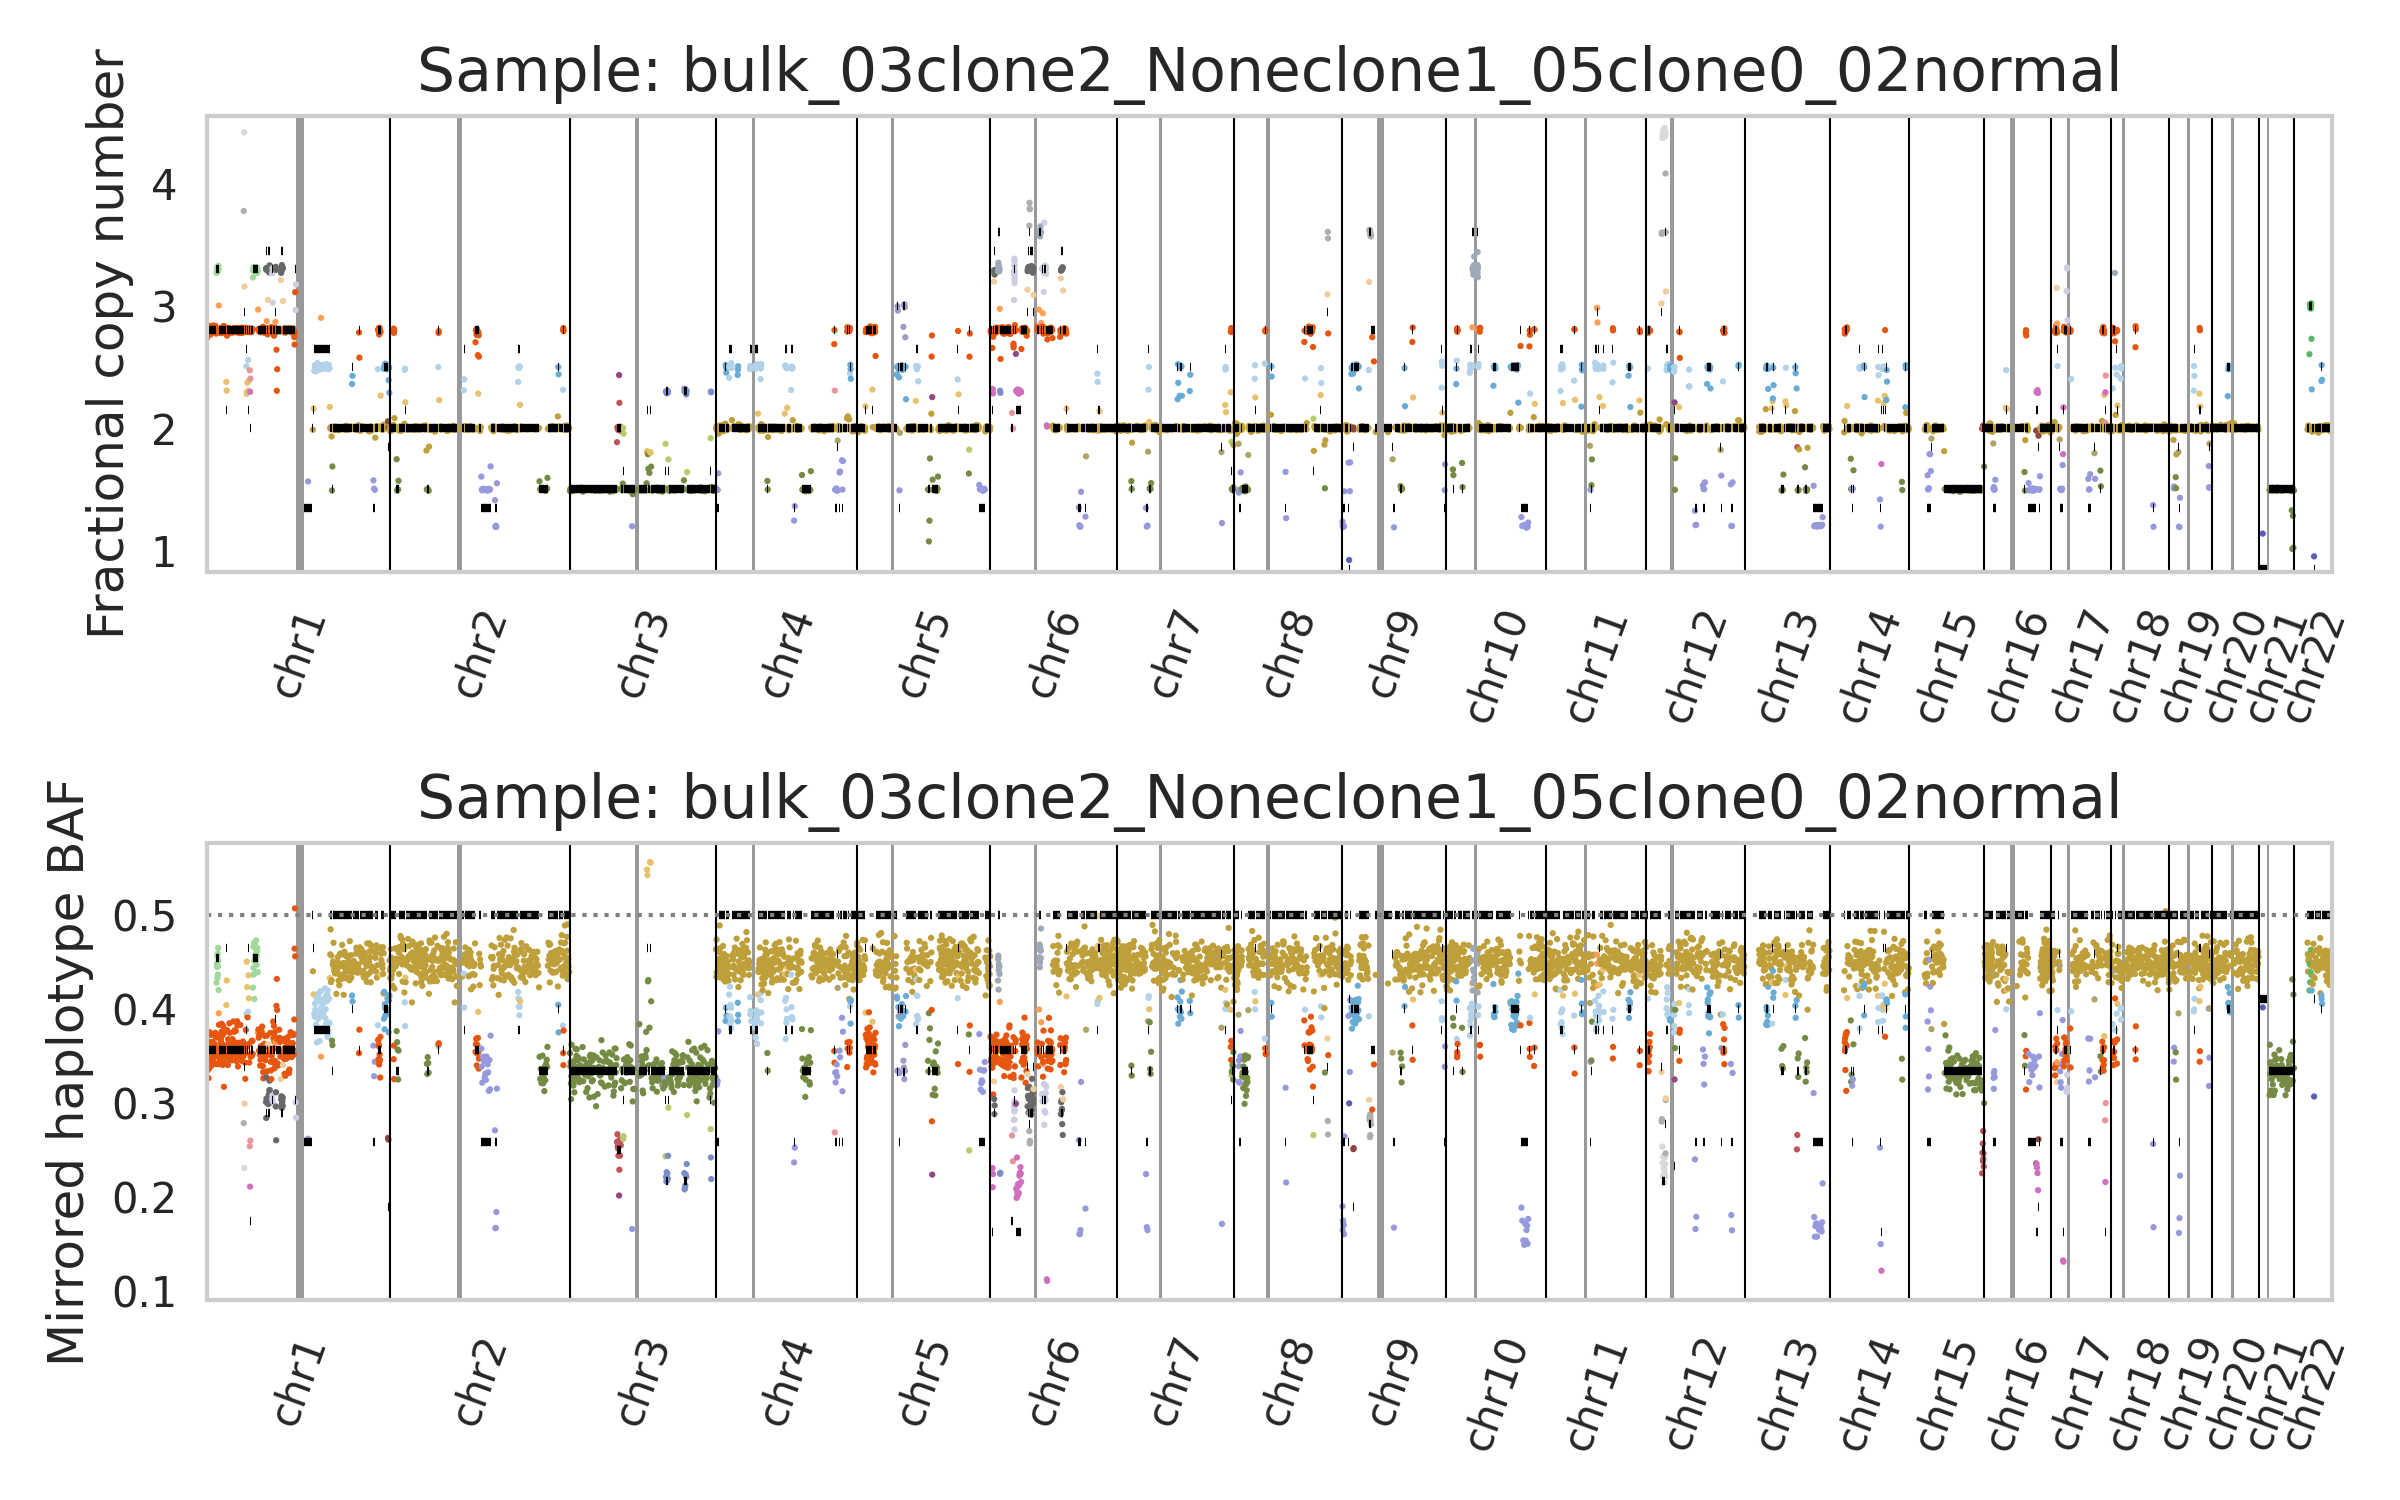 Sample: bulk_03clone2_Noneclone1_05clone0_02normal
Fractional copy number
4
3
2
1
chr1
chr2
chr3
chr4
chr5
chr6
chr7
chr8
chr9
chr10
chr11
chr12
chr13
chr14
chr15
chr16
chr17
chr18
chr19
chr20
chr21
chr22
Sample: bulk_03clone2_Noneclone1_05clone0_02normal
Mirrored haplotype BAF
0.5
0.4
0.3
0.2
0.1
chr1
chr2
chr3
chr4
chr5
chr6
chr7
chr8
chr9
chr10
chr11
chr12
chr13
chr14
chr15
chr16
chr17
chr18
chr19
chr20
chr21
chr22